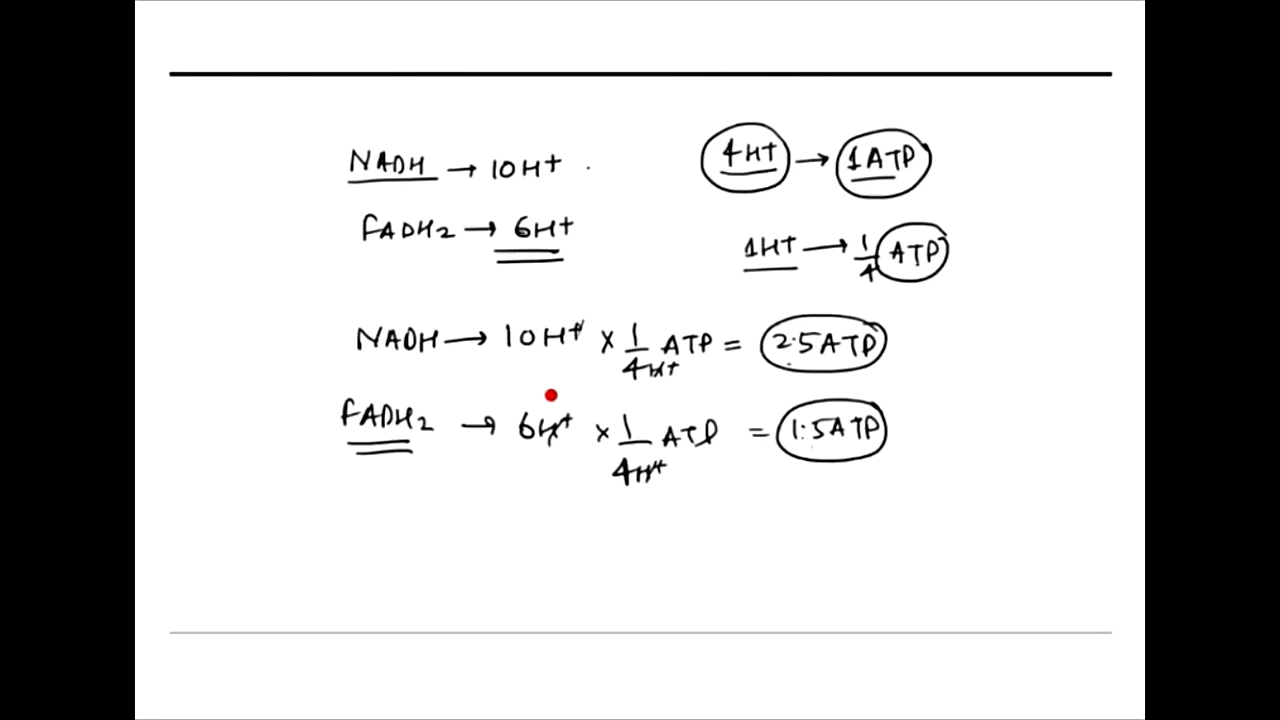 NADH → 10H+ .
4H+ → 1ATP
FADH2 → 6H+
1H+ → 1/4 ATP
NADH → 10H+ × 1/4H+ ATP = 2.5ATP
FADH2 → 6H+ × 1/4H+ ATP = 1.5ATP